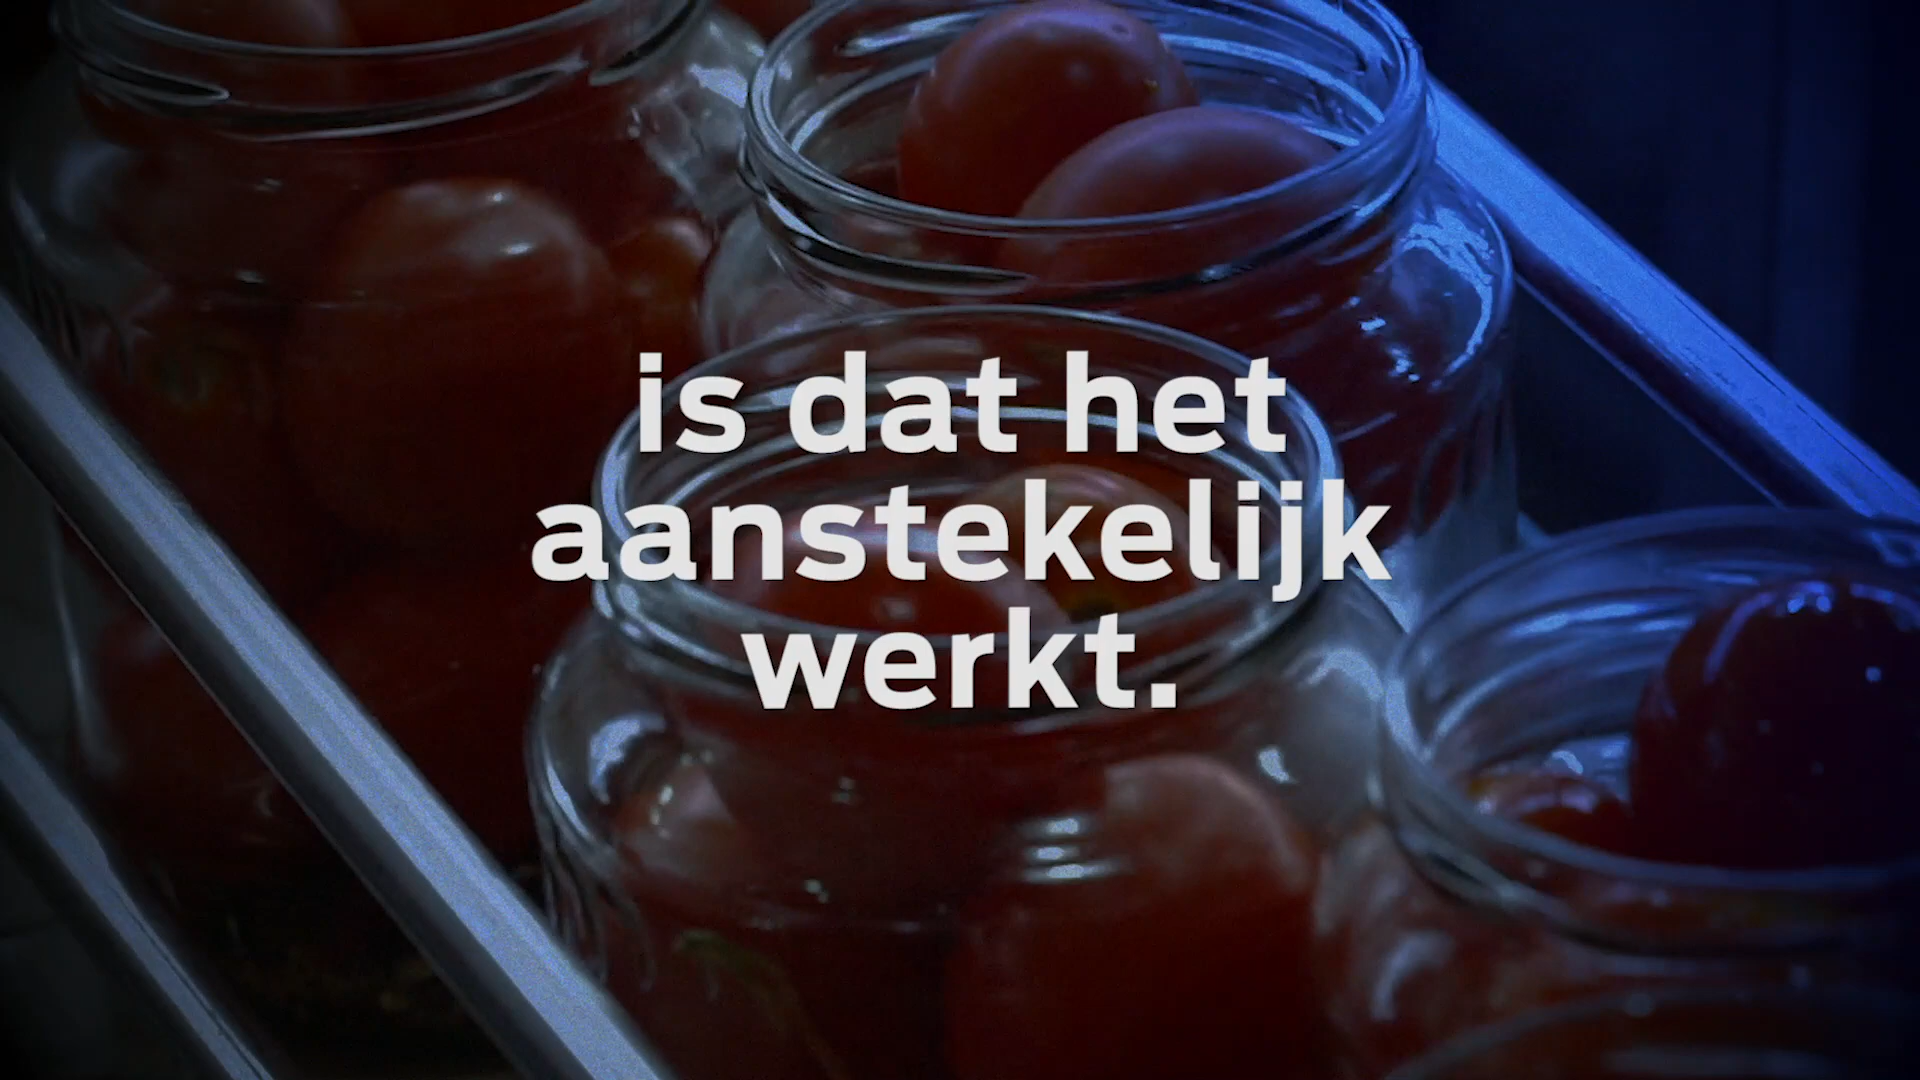 is dat het
aanstekelijk
werkt.